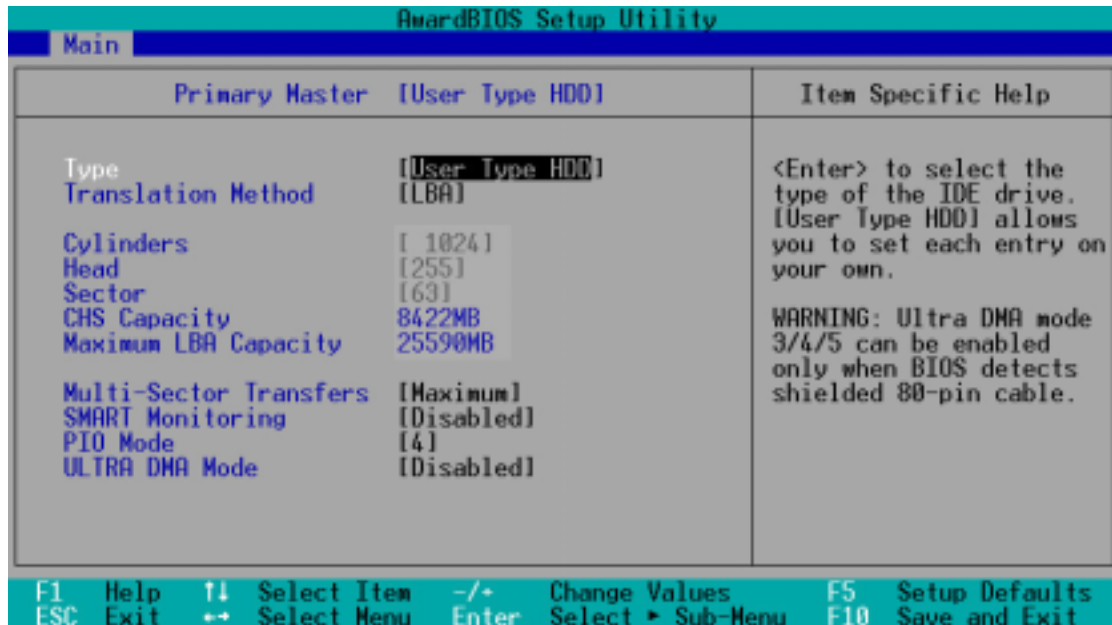 AwardBIOS Setup Utility
Main
Primary Master [User Type HDD]
Item Specific Help
Type [User Type HDD]
Translation Method [LBA]
Cylinders [ 1024]
Head [255]
Sector [63]
CHS Capacity 8422MB
Maximum LBA Capacity 25590MB
Multi-Sector Transfers [Maximum]
SMART Monitoring [Disabled]
PIO Mode [4]
ULTRA DMA Mode [Disabled]
<Enter> to select the
type of the IDE drive.
[User Type HDD] allows
you to set each entry on
your own.
WARNING: Ultra DMA mode
3/4/5 can be enabled
only when BIOS detects
shielded 80-pin cable.
F1 Help ↑↓ Select Item -/+ Change Values F5 Setup Defaults
ESC Exit ←→ Select Menu Enter Select ► Sub-Menu F10 Save and Exit